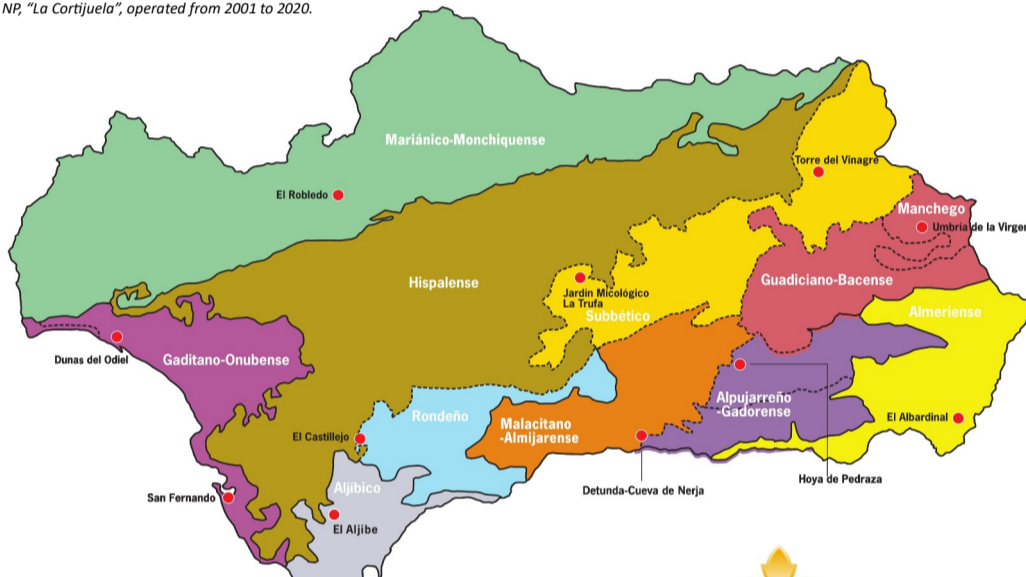 NP, “La Cortijuela”, operated from 2001 to 2020.
Mariánico-Monchiquense
Torre del Vinagre
El Robledo
Manchego
Umbría de la Virgen
Hispalense
Guadiciano-Bacense
Jardín Micológico
La Trufa
Subbético
Almeriense
Dunas del Odiel
Gaditano-Onubense
Alpujarreño
-Gadorense
Rondeño
Malacitano
-Almijarense
El Albardinal
El Castillejo
Hoya de Pedraza
Aljíbico
Detunda-Cueva de Nerja
San Fernando
El Aljibe